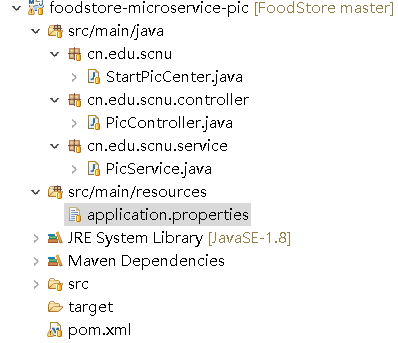 foodstore-microservice-pic [FoodStore master]
src/main/java
cn.edu.scnu
StartPicCenter.java
cn.edu.scnu.controller
PicController.java
cn.edu.scnu.service
PicService.java
src/main/resources
application.properties
JRE System Library [JavaSE-1.8]
Maven Dependencies
src
target
pom.xml